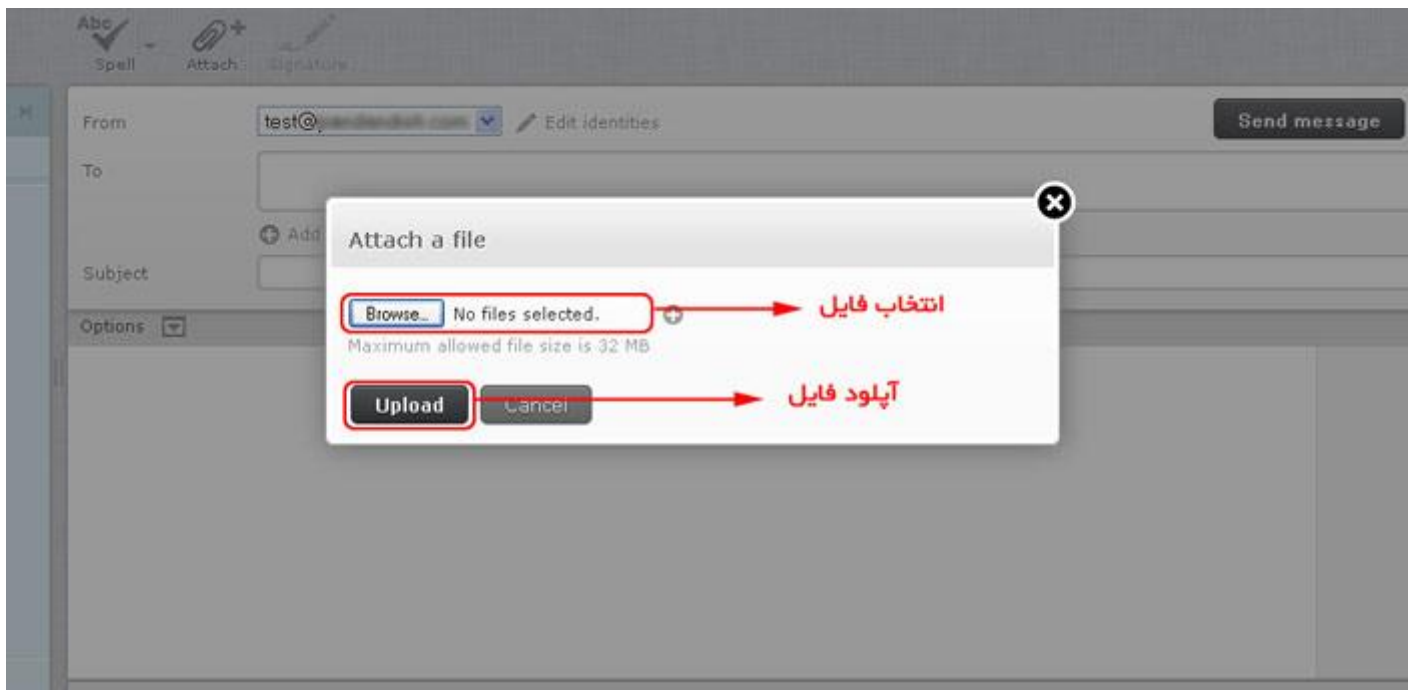 Abc
Spell
Attach
Signature
From
test@
Edit identities
Send message
To
Add
Attach a file
Subject
Browse... No files selected.
انتخاب فایل
Options
Maximum allowed file size is 32 MB
Upload
Cancel
آپلود فایل